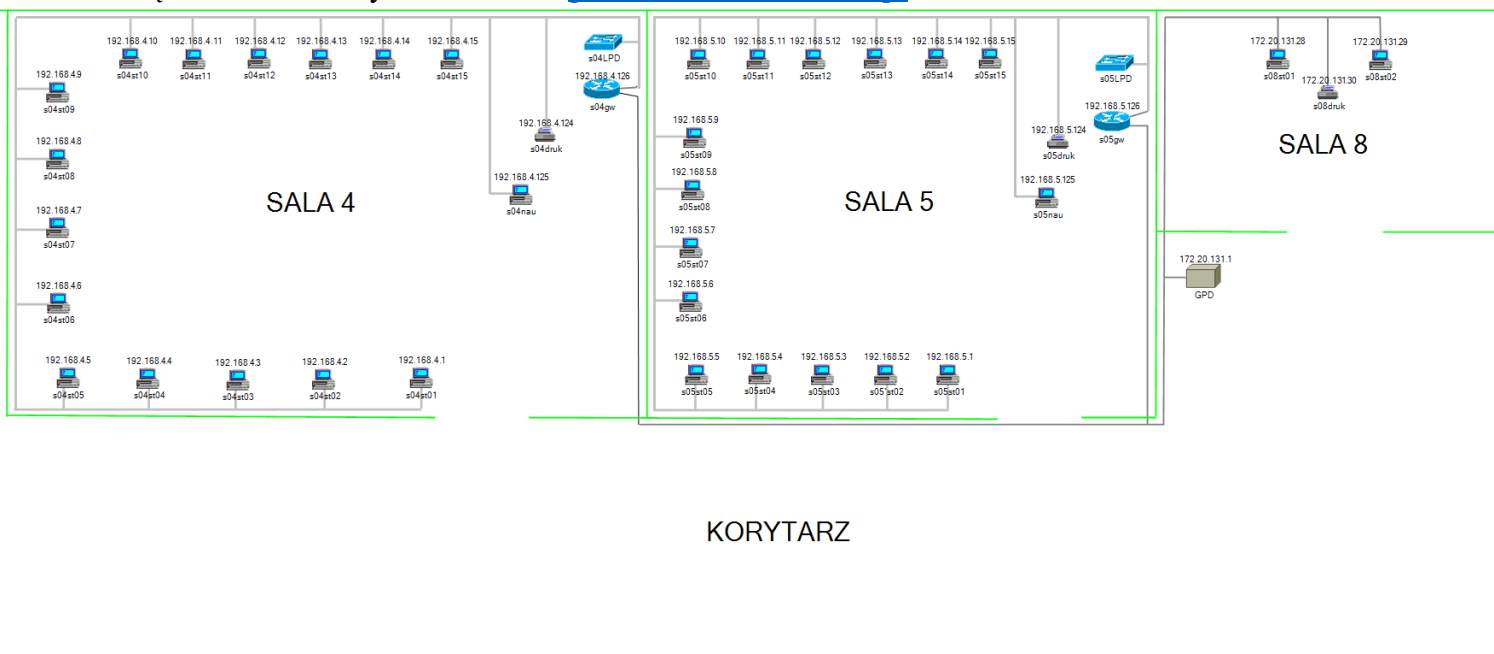 192.168.4.10 192.168.4.11 192.168.4.12 192.168.4.13 192.168.4.14 192.168.4.15
s04st10 s04st11 s04st12 s04st13 s04st14 s04st15
s04LPD
192.168.4.126
s04gw
192.168.4.9
s04st09
192.168.4.124
s04druk
192.168.4.8
s04st08
192.168.4.125
s04nau
SALA 4
192.168.4.7
s04st07
192.168.4.6
s04st06
192.168.4.5 192.168.4.4 192.168.4.3 192.168.4.2 192.168.4.1
s04st05 s04st04 s04st03 s04st02 s04st01
192.168.5.10 192.168.5.11 192.168.5.12 192.168.5.13 192.168.5.14 192.168.5.15
s05st10 s05st11 s05st12 s05st13 s05st14 s05st15
s05LPD
192.168.5.126
s05gw
192.168.5.9
s05st09
192.168.5.124
s05druk
192.168.5.8
s05st08
192.168.5.125
s05nau
SALA 5
192.168.5.7
s05st07
192.168.5.6
s05st06
192.168.5.5 192.168.5.4 192.168.5.3 192.168.5.2 192.168.5.1
s05st05 s05st04 s05st03 s05st02 s05st01
172.20.131.28 172.20.131.29
s08st01 s08st02
172.20.131.30
s08druk
SALA 8
172.20.131.1
GPD
KORYTARZ